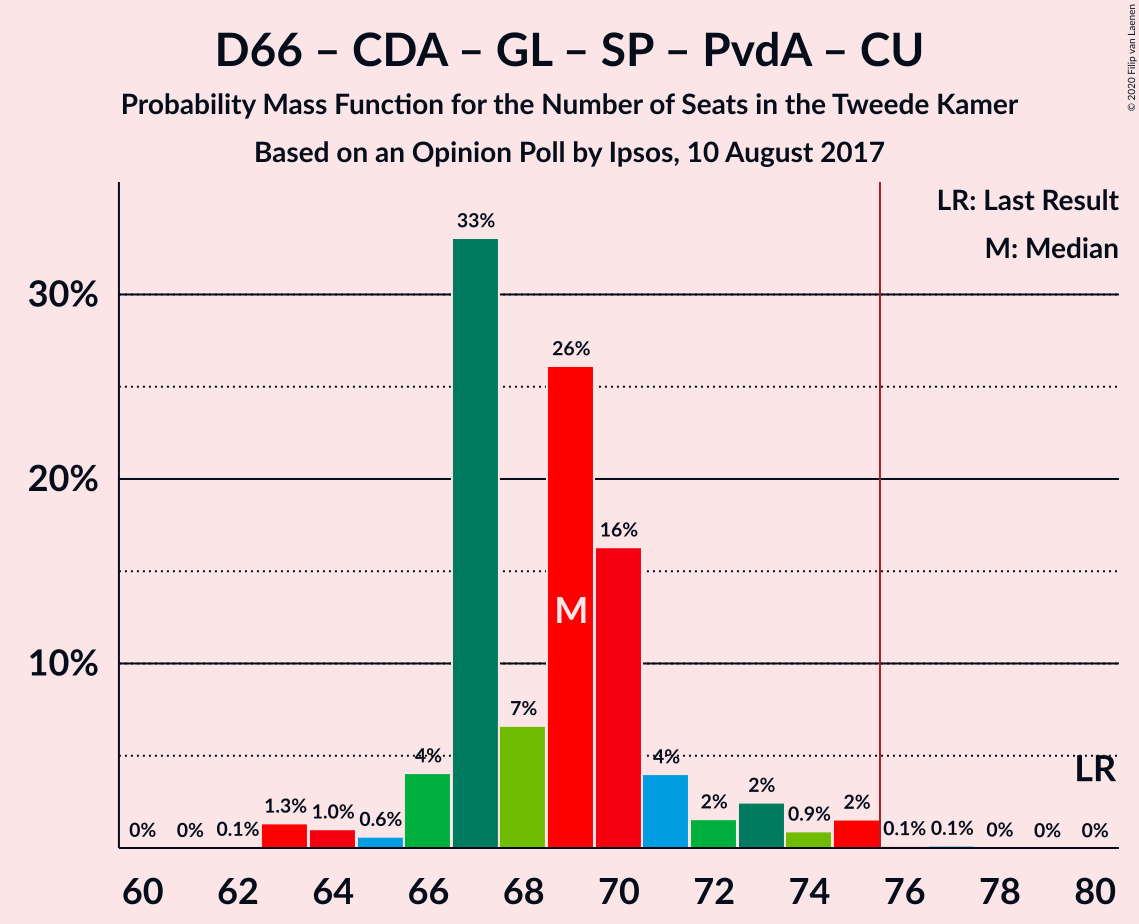 D66 – CDA – GL – SP – PvdA – CU
Probability Mass Function for the Number of Seats in the Tweede Kamer
Based on an Opinion Poll by Ipsos, 10 August 2017
© 2020 Filip van Laenen
LR: Last Result
M: Median
33%
30%
26%
20%
16%
M
10%
7%
4%
4%
LR
0%
0%
0.1%
1.3%
1.0%
0.6%
2%
2%
0.9%
2%
0.1%
0.1%
0%
0%
0%
60 62 64 66 68 70 72 74 76 78 80